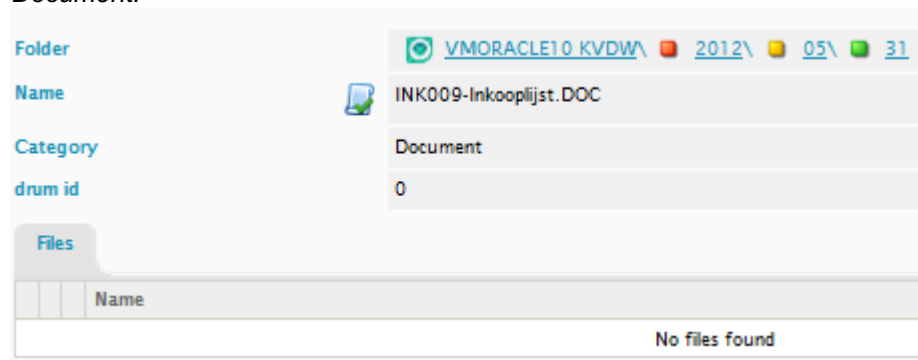 Document:
Folder VMORACLE10 KVDW\ 2012\ 05\ 31
Name INK009-Inkooplijst.DOC
Category Document
drum id 0
Files
Name
No files found